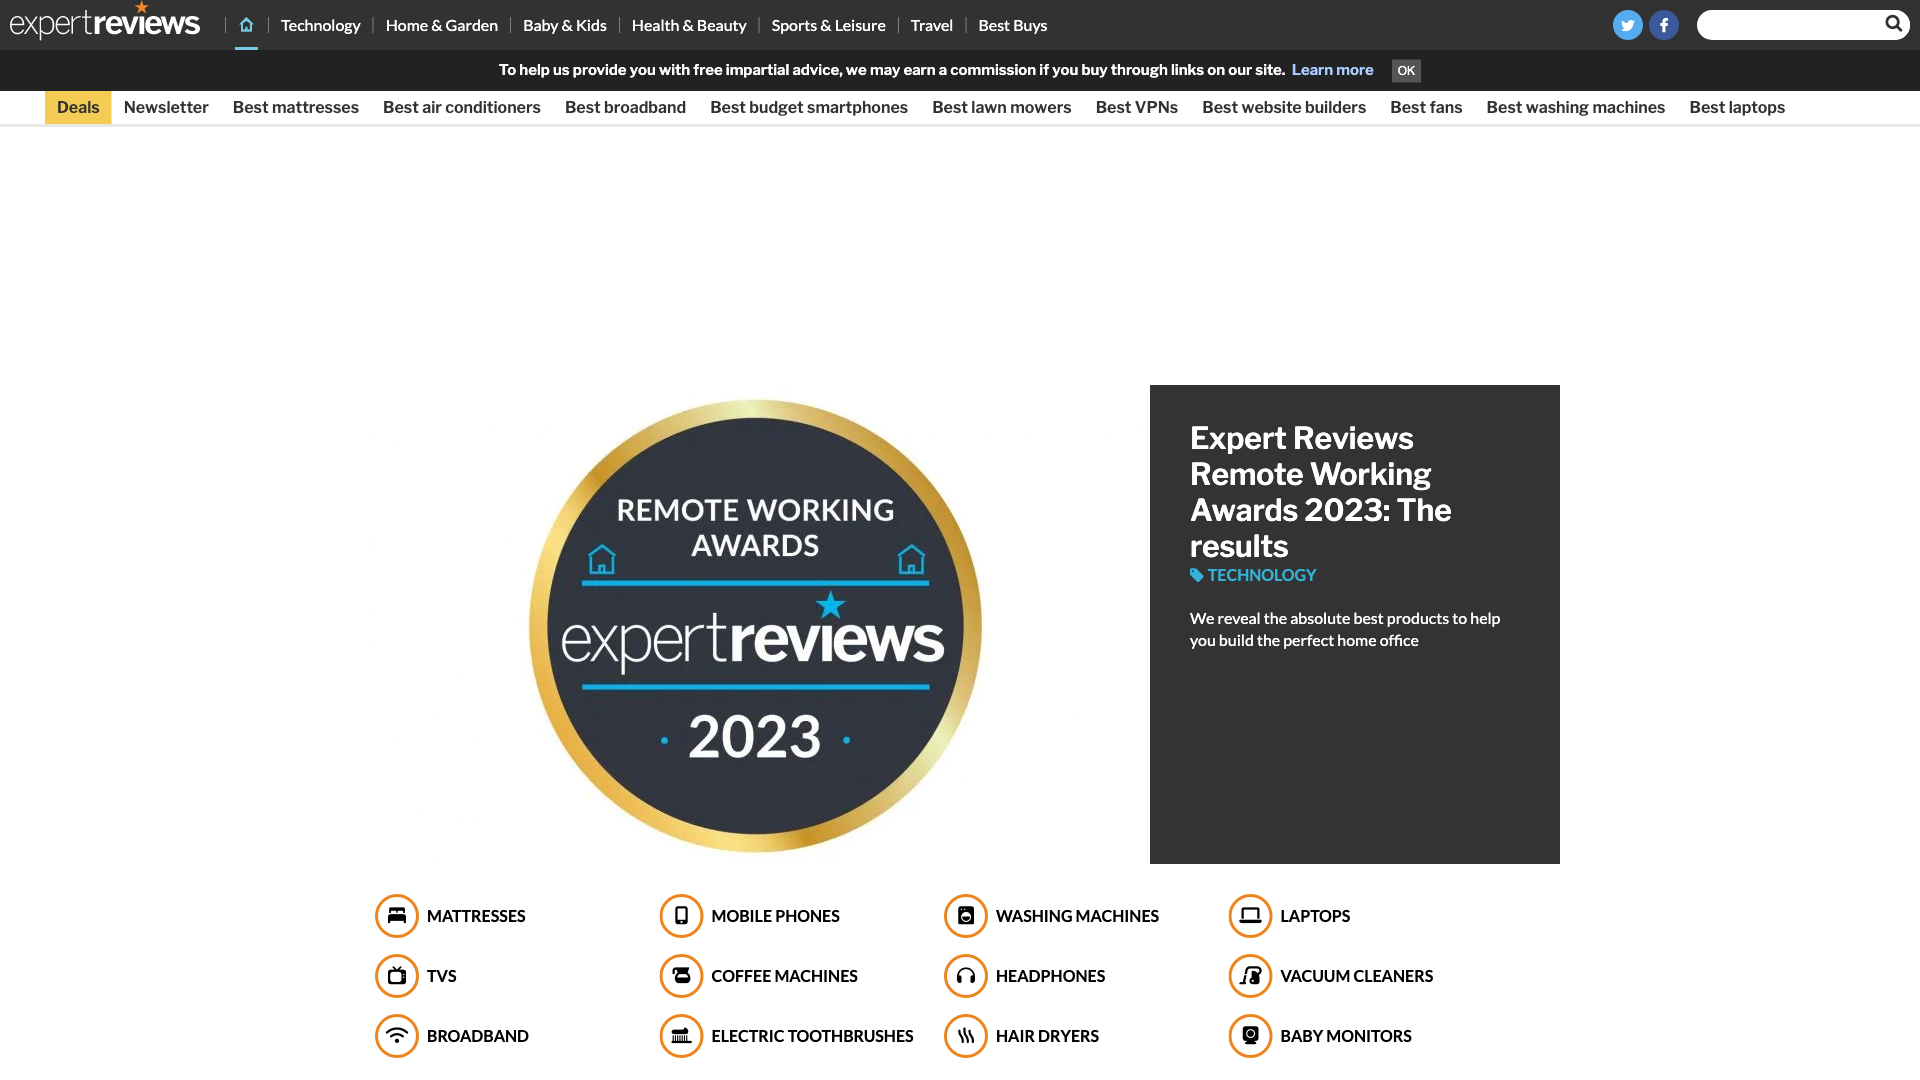 expertreviews
Technology
Home & Garden
Baby & Kids
Health & Beauty
Sports & Leisure
Travel
Best Buys
To help us provide you with free impartial advice, we may earn a commission if you buy through links on our site. Learn more
OK
Deals
Newsletter
Best mattresses
Best air conditioners
Best broadband
Best budget smartphones
Best lawn mowers
Best VPNs
Best website builders
Best fans
Best washing machines
Best laptops
REMOTE WORKING
AWARDS
expertreviews
· 2023 ·
Expert Reviews
Remote Working
Awards 2023: The
results
TECHNOLOGY
We reveal the absolute best products to help
you build the perfect home office
MATTRESSES
MOBILE PHONES
WASHING MACHINES
LAPTOPS
TVS
COFFEE MACHINES
HEADPHONES
VACUUM CLEANERS
BROADBAND
ELECTRIC TOOTHBRUSHES
HAIR DRYERS
BABY MONITORS